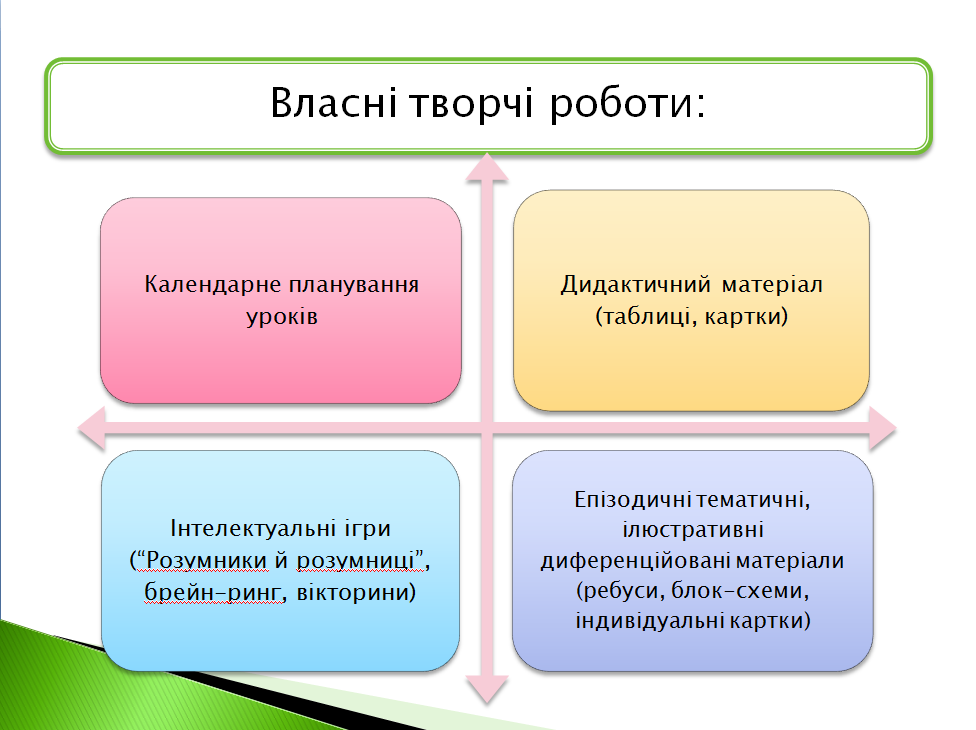 Власні творчі роботи:
Календарне планування
уроків
Дидактичний матеріал
(таблиці, картки)
Інтелектуальні ігри
(“Розумники й розумниці”,
брейн-ринг, вікторини)
Епізодичні тематичні,
ілюстративні
диференційовані матеріали
(ребуси, блок-схеми,
індивідуальні картки)